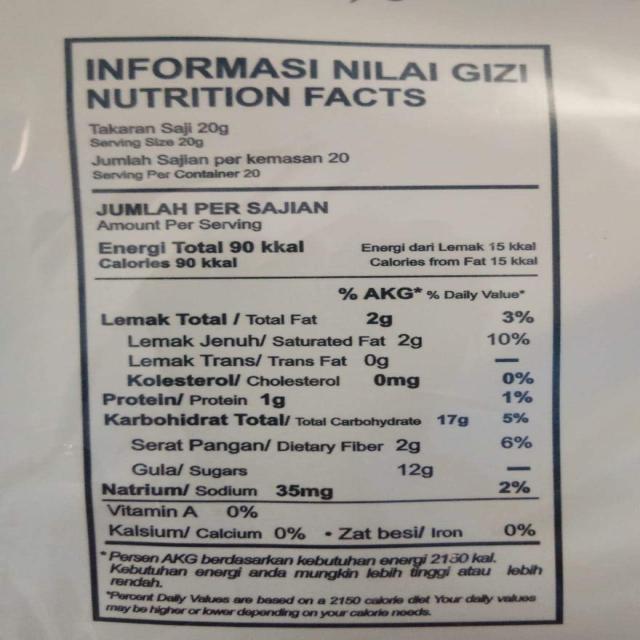 INFORMASI NILAI GIZI
NUTRITION FACTS
Takaran Saji 20g
Serving Size 20g
Jumlah Sajian per kemasan 20
Serving Per Container 20
JUMLAH PER SAJIAN
Amount Per Serving
Energi Total 90 kkal Energi dari Lemak 15 kkal
Calories 90 kkal Calories from Fat 15 kkal
% AKG* % Daily Value*
Lemak Total / Total Fat 2g 3%
Lemak Jenuh/ Saturated Fat 2g 10%
Lemak Trans/ Trans Fat 0g —
Kolesterol/ Cholesterol 0mg 0%
Protein/ Protein 1g 1%
Karbohidrat Total/ Total Carbohydrate 17g 5%
Serat Pangan/ Dietary Fiber 2g 6%
Gula/ Sugars 12g —
Natrium/ Sodium 35mg 2%
Vitamin A 0%
Kalsium/ Calcium 0% • Zat besi/ Iron 0%
*Persen AKG berdasarkan kebutuhan energi 2150 kal.
Kebutuhan energi anda mungkin lebih tinggi atau lebih
rendah.
*Percent Daily Values are based on a 2150 calorie diet Your daily values
may be higher or lower depending on your calorie needs.